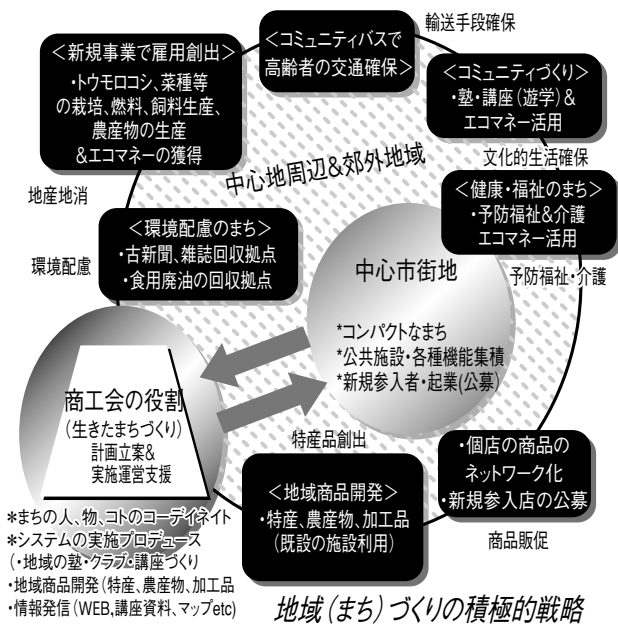 輸送手段確保
＜コミュニティバスで
高齢者の交通確保＞
＜新規事業で雇用創出＞
・トウモロコシ、菜種等
の栽培、燃料、飼料生産、
農産物の生産
＆エコマネーの獲得
＜コミュニティづくり＞
・塾・講座（遊学）＆
エコマネー活用
文化的生活確保
中心地周辺&郊外地域
地産地消
＜健康・福祉のまち＞
・予防福祉&介護
エコマネー活用
予防福祉・介護
＜環境配慮のまち＞
・古新聞、雑誌回収拠点
・食用廃油の回収拠点
環境配慮
中心市街地
*コンパクトなまち
*公共施設・各種機能集積
*新規参入者・起業(公募)
商工会の役割
（生きたまちづくり）
計画立案&
実施運営支援
特産品創出
＜地域商品開発＞
・特産、農産物、加工品
（既設の施設利用）
・個店の商品の
ネットワーク化
・新規参入店の公募
商品販促
＊まちの人、物、コトのコーデイネイト
＊システムの実施プロデュース
（・地域の塾・クラブ・講座づくり
・地域商品開発（特産、農産物、加工品
・情報発信（WEB,講座資料、マップetc)
地域（まち）づくりの積極的戦略